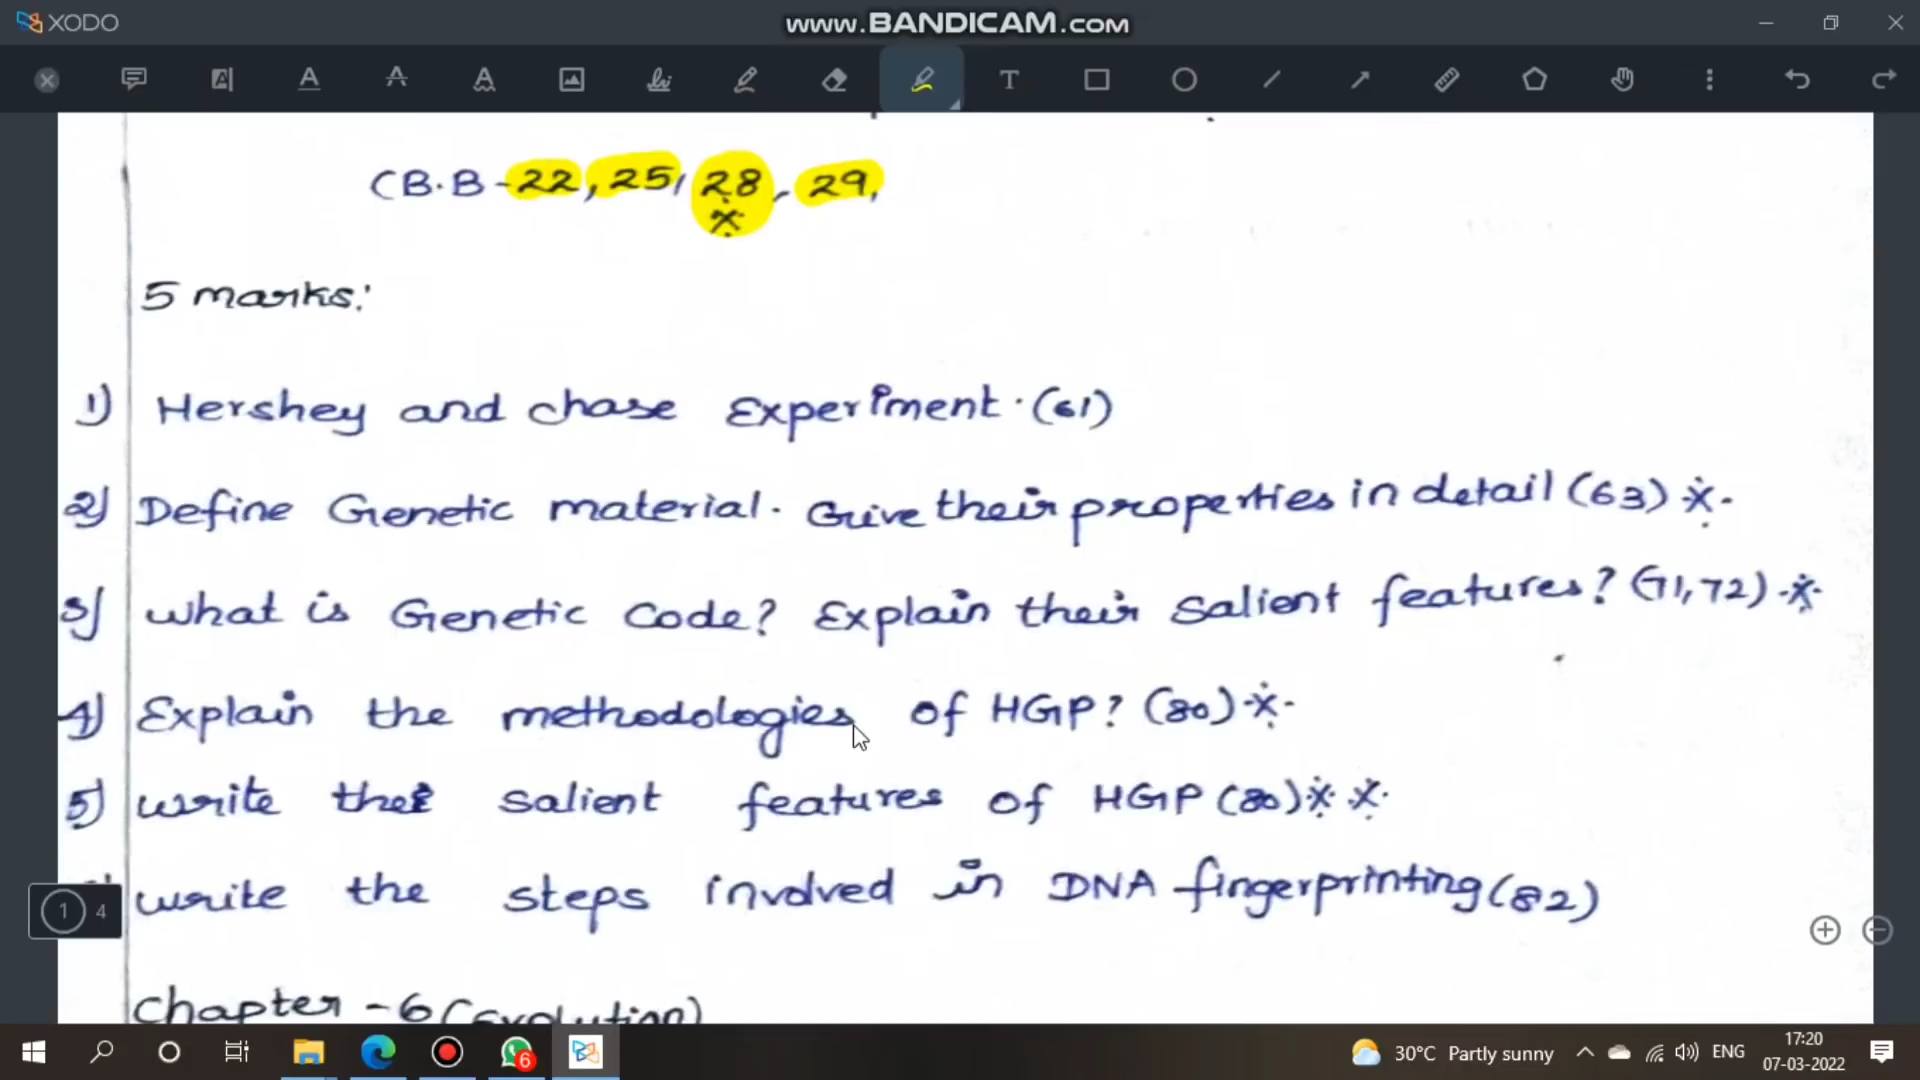 XODO
www.BANDICAM.com
(B.B - 22, 25, 28, 29,
5 marks:
1) Hershey and chase Experiment. (61)
2) Define Genetic material. Give their properties in detail (63)
3) What is Genetic Code? Explain their Salient features? (71,72)
4) Explain the methodologies of HGP? (80)
5) write the salient features of HGP (80)
write the steps involved in DNA fingerprinting (82)
1 4
Chapter - 6 (Evolution)
6
30°C Partly sunny
ENG
17:20
07-03-2022